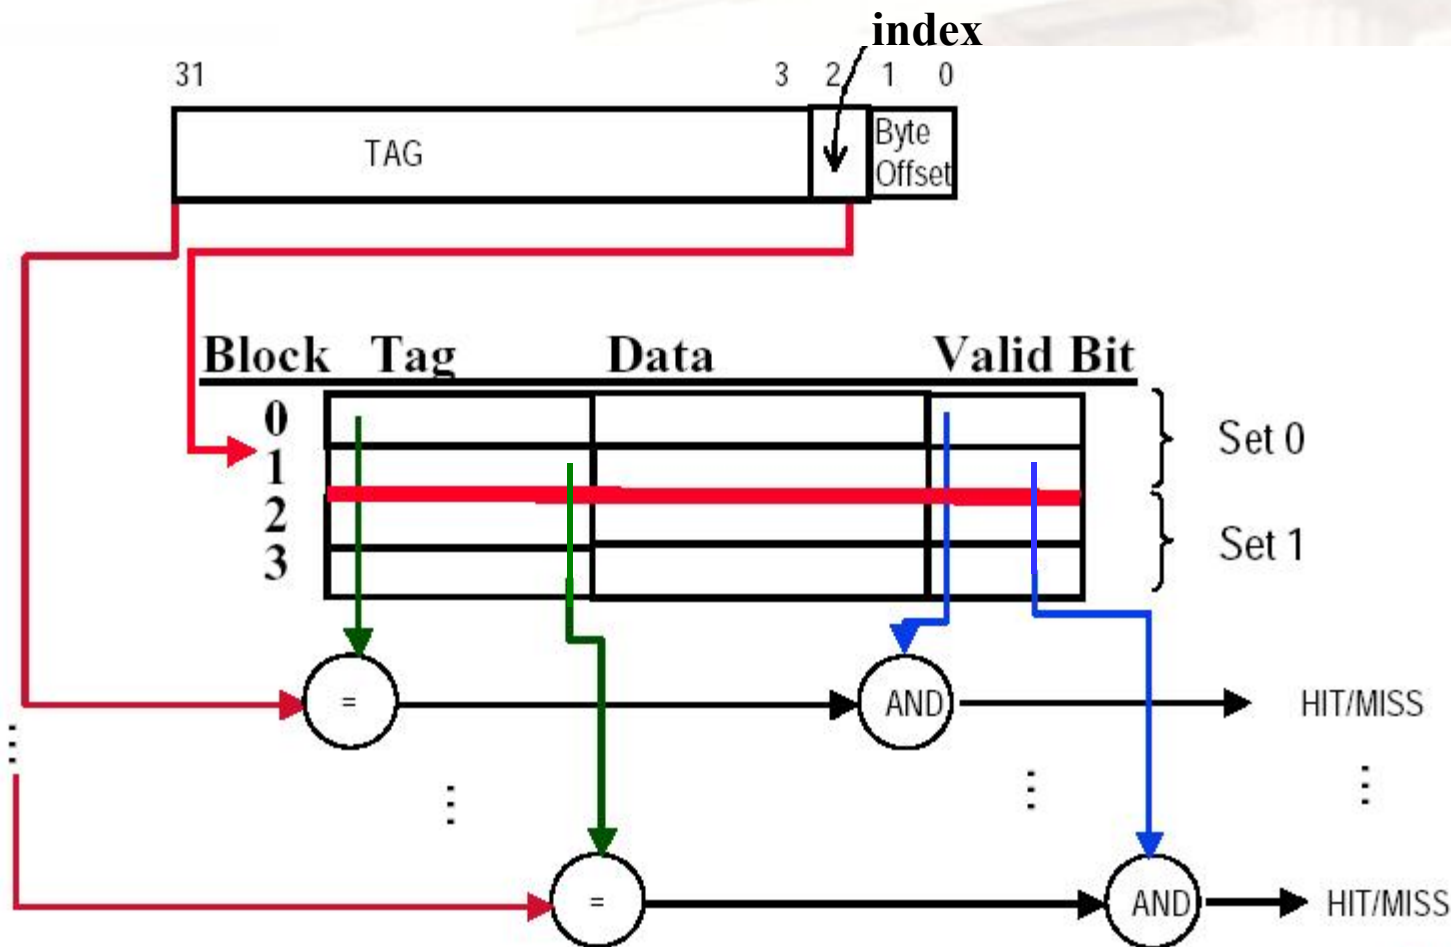 index
31 3 2 1 0
TAG
Byte
Offset
Block Tag Data Valid Bit
0
1
2
3
Set 0
Set 1
= AND HIT/MISS
= AND HIT/MISS